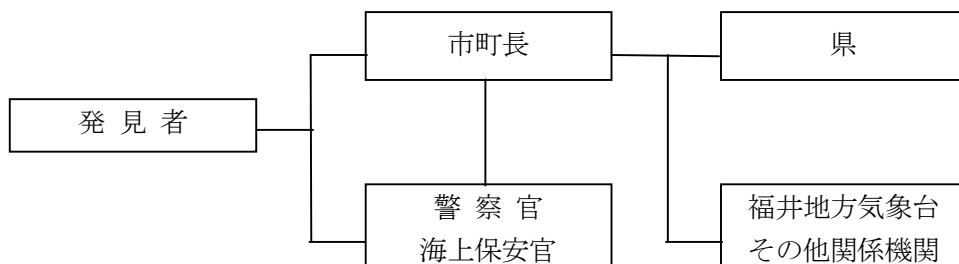 市町長
県
発 見 者
警 察 官
海上保安官
福井地方気象台
その他関係機関